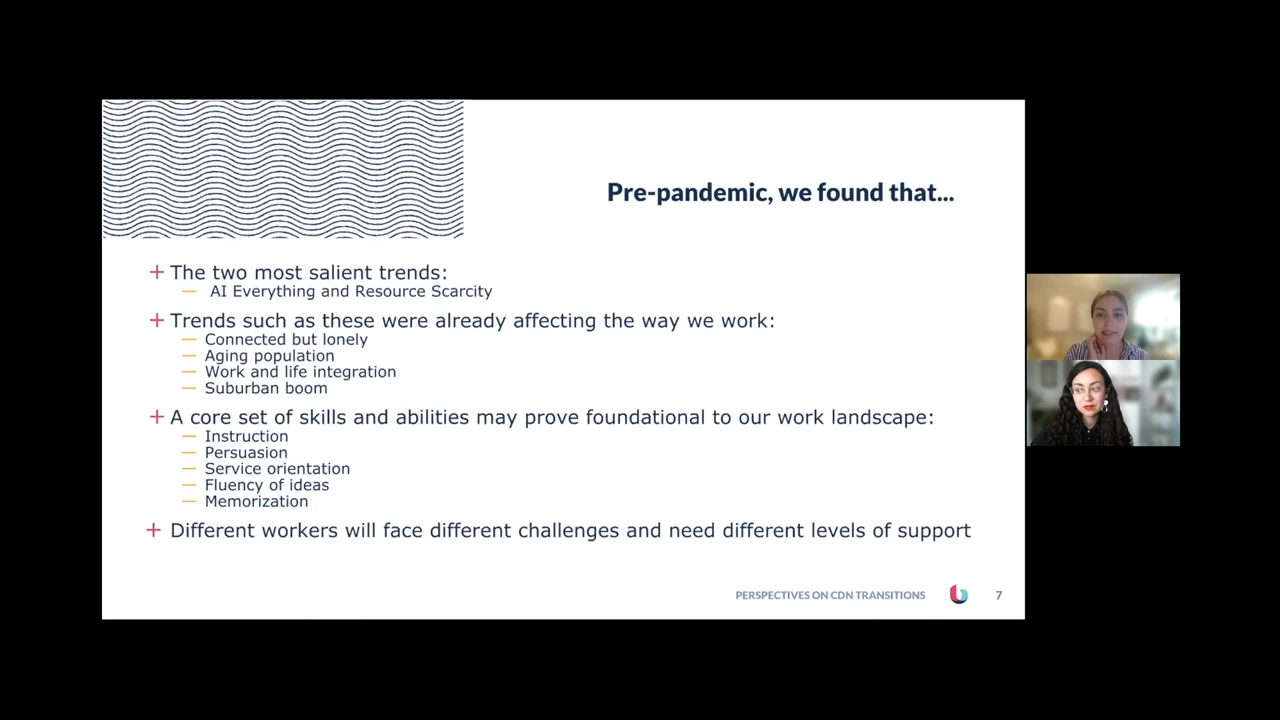 Pre-pandemic, we found that...
+ The two most salient trends:
— AI Everything and Resource Scarcity
+ Trends such as these were already affecting the way we work:
— Connected but lonely
— Aging population
— Work and life integration
— Suburban boom
+ A core set of skills and abilities may prove foundational to our work landscape:
— Instruction
— Persuasion
— Service orientation
— Fluency of ideas
— Memorization
+ Different workers will face different challenges and need different levels of support
PERSPECTIVES ON CDN TRANSITIONS
7